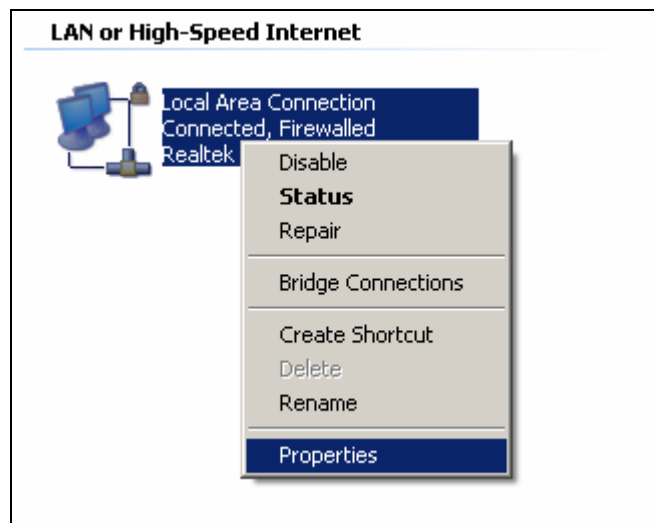 LAN or High-Speed Internet
Local Area Connection
Connected, Firewalled
Realtek
Disable
Status
Repair
Bridge Connections
Create Shortcut
Delete
Rename
Properties